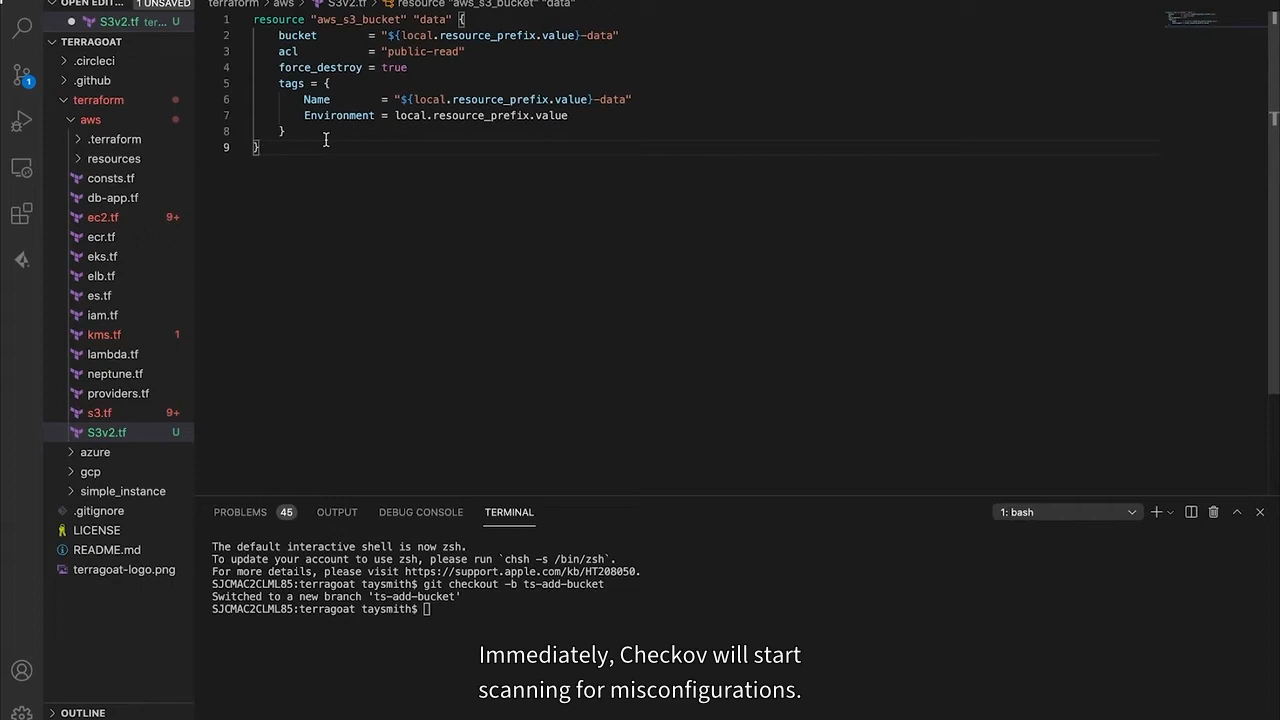 OPEN EDIT... 1 UNSAVED
S3v2.tf ter... U
TERRAGOAT
.circleci
.github
terraform
aws
.terraform
resources
consts.tf
db-app.tf
ec2.tf 9+
ecr.tf
eks.tf
elb.tf
es.tf
iam.tf
kms.tf 1
lambda.tf
neptune.tf
providers.tf
s3.tf 9+
S3v2.tf U
azure
gcp
simple_instance
.gitignore
LICENSE
README.md
terragoat-logo.png
OUTLINE
1
terraform > aws > S3v2.tf > resource "aws_s3_bucket" "data"
1 resource "aws_s3_bucket" "data" {
2 bucket = "${local.resource_prefix.value}-data"
3 acl = "public-read"
4 force_destroy = true
5 tags = {
6 Name = "${local.resource_prefix.value}-data"
7 Environment = local.resource_prefix.value
8 }
9 }
PROBLEMS 45 OUTPUT DEBUG CONSOLE TERMINAL 1: bash
The default interactive shell is now zsh.
To update your account to use zsh, please run `chsh -s /bin/zsh`.
For more details, please visit https://support.apple.com/kb/HT208050.
SJCMAC2CLML85:terragoat taysmith$ git checkout -b ts-add-bucket
Switched to a new branch 'ts-add-bucket'
SJCMAC2CLML85:terragoat taysmith$
Immediately, Checkov will start
scanning for misconfigurations.